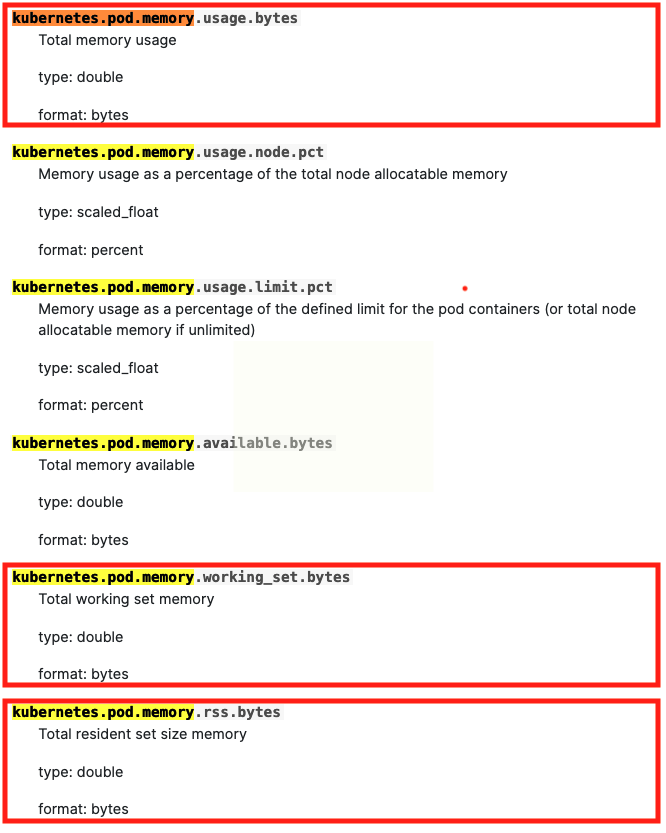 kubernetes.pod.memory.usage.bytes
Total memory usage
type: double
format: bytes
kubernetes.pod.memory.usage.node.pct
Memory usage as a percentage of the total node allocatable memory
type: scaled_float
format: percent
kubernetes.pod.memory.usage.limit.pct
Memory usage as a percentage of the defined limit for the pod containers (or total node
allocatable memory if unlimited)
type: scaled_float
format: percent
kubernetes.pod.memory.available.bytes
Total memory available
type: double
format: bytes
kubernetes.pod.memory.working_set.bytes
Total working set memory
type: double
format: bytes
kubernetes.pod.memory.rss.bytes
Total resident set size memory
type: double
format: bytes